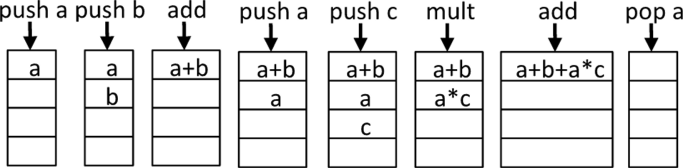 push a push b add push a push c mult add pop a
a a a+b a+b a+b a+b a+b+a*c
b a a a*c
c